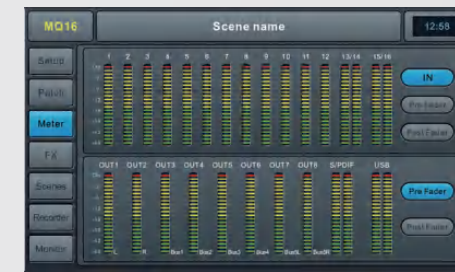 MQ16 Scene name 12:58
Setup
Patch
Meter
FX
Scenes
Recorder
Monitor
1 2 3 4 5 6 7 8 9 10 11 12 13/14 15/16
IN
Pre Fader
Post Fader
OUT1 OUT2 OUT3 OUT4 OUT5 OUT6 OUT7 OUT8 S/PDIF USB
Pre Fader
Post Fader
L R Bus1 Bus2 Bus3 Bus4 BusL BusR